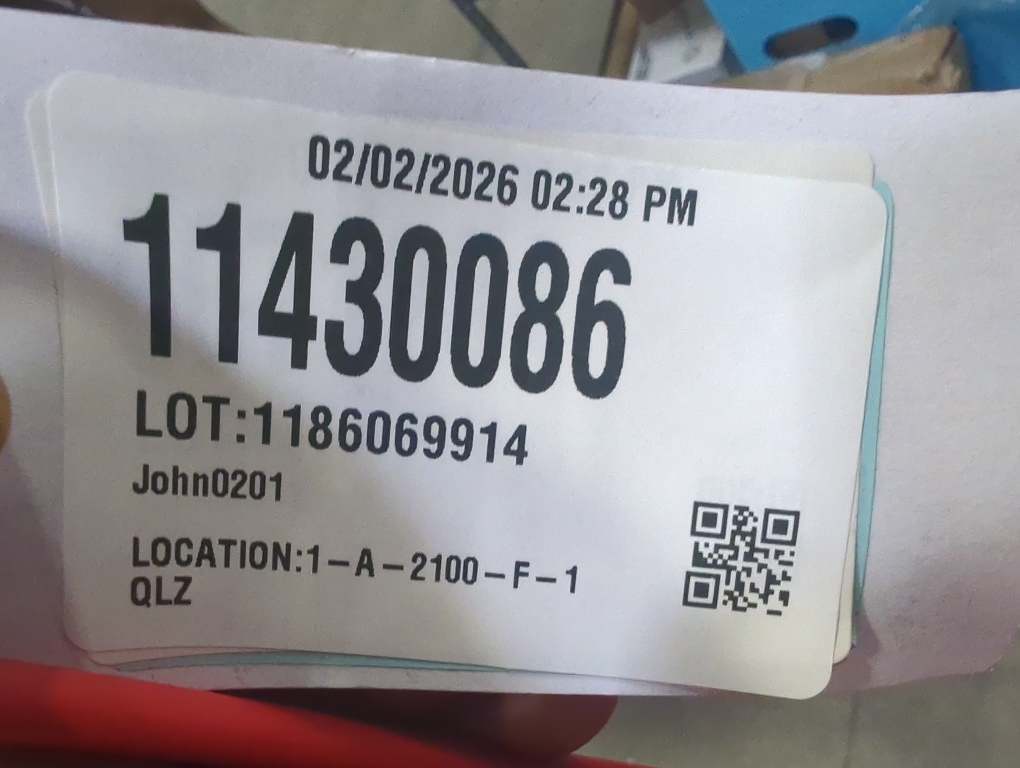 02/02/2026 02:28 PM
11430086
LOT:1186069914
John0201
LOCATION:1-A-2100-F-1
QLZ